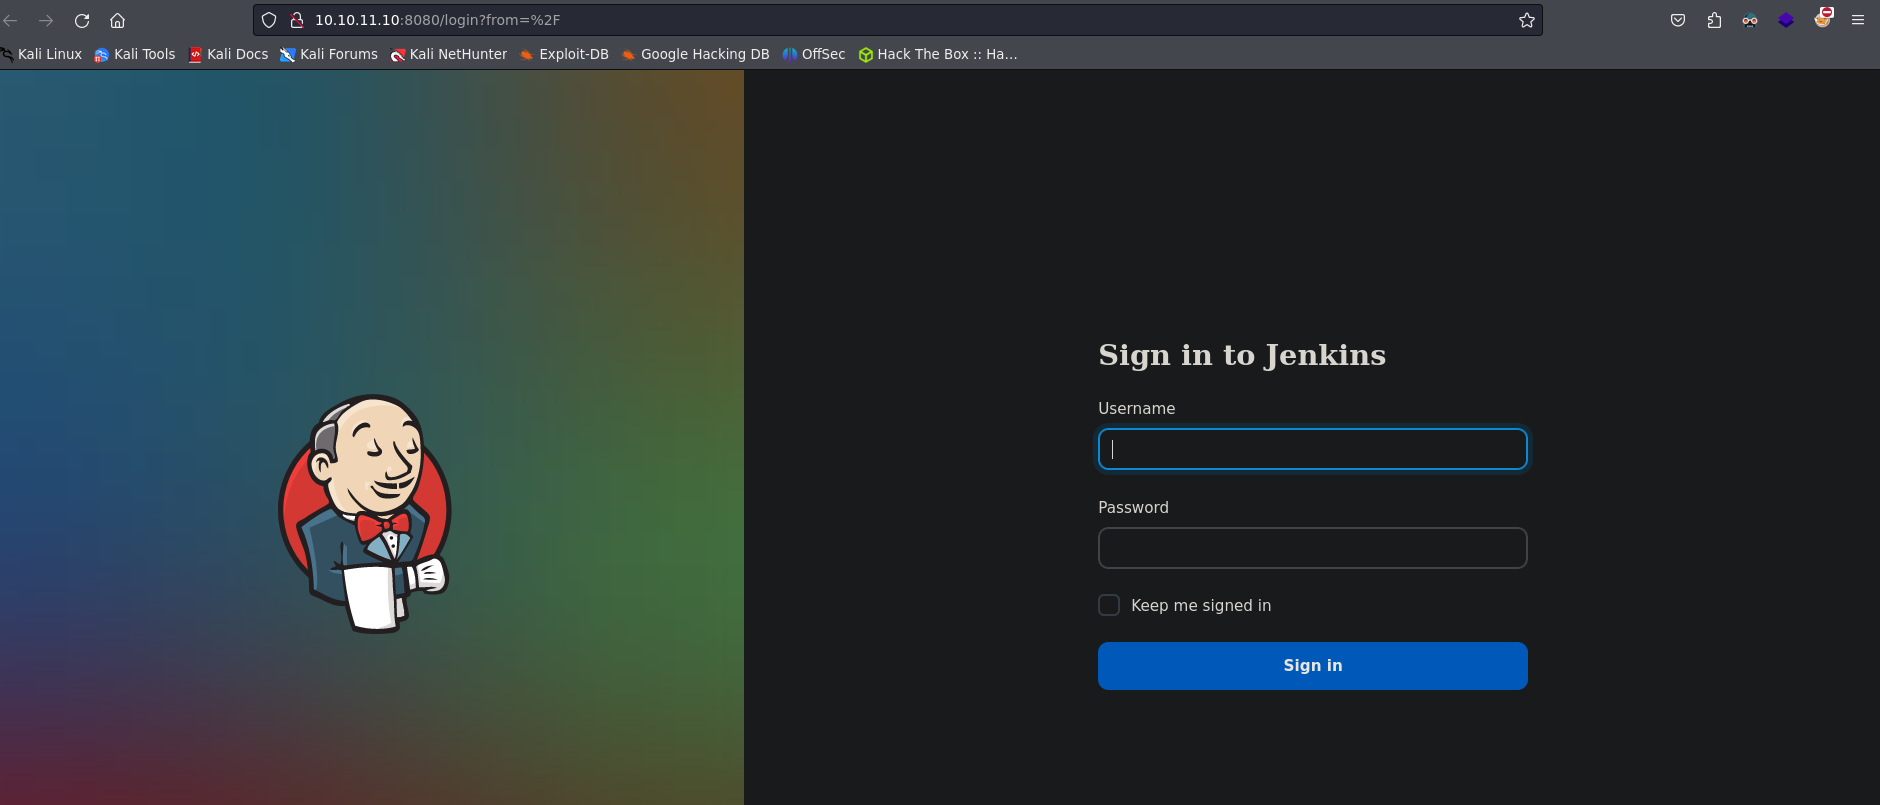 10.10.11.10:8080/login?from=%2F
Kali Linux Kali Tools Kali Docs Kali Forums Kali NetHunter Exploit-DB Google Hacking DB OffSec Hack The Box :: Ha…
Sign in to Jenkins
Username
Password
Keep me signed in
Sign in